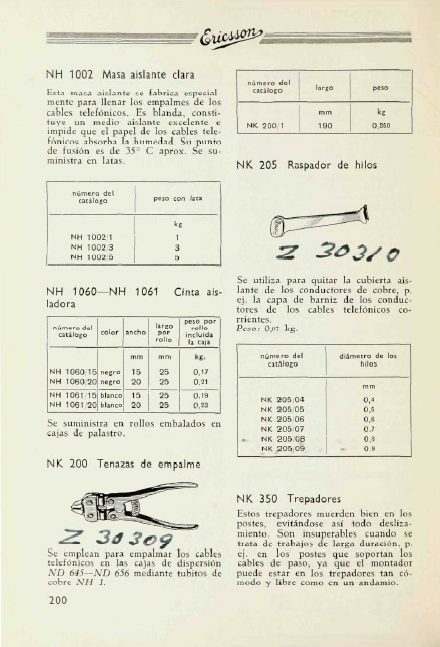 Ericsson
NH 1002 Masa aislante clara
Esta masa aislante se fabrica especial-
mente para llenar los empalmes de los
cables telefónicos. Es blanda, consti-
tuye un medio aislante excelente e
impide que el papel de los cables tele-
fónicos absorba la humedad. Su punto
de fusión es de 35° C aprox. Se su-
ministra en latas.
número del catálogo | peso con lata
kg
NH 1002/1 1
NH 1002/3 3
NH 1002/5 5
NH 1060—NH 1061 Cinta ais-
ladora
número del catálogo | color | ancho | largo por rollo | peso por rollo incluida la caja
mm mm kg.
NH 1060/15 negro 15 25 0,17
NH 1060/20 negro 20 25 0,21
NH 1061/15 blanco 15 25 0,19
NH 1061/20 blanco 20 25 0,23
Se suministra en rollos embalados en
cajas de palastro.
NK 200 Tenazas de empalme
Z 30309
Se emplean para empalmar los cables
telefónicos en las cajas de dispersión
ND 645—ND 656 mediante tubitos de
cobre NH 1.
200
número del catálogo | largo | peso
mm kg
NK 200/1 190 0,350
NK 205 Raspador de hilos
Z 30310
Se utiliza para quitar la cubierta ais-
lante de los conductores de cobre, p.
ej. la capa de barniz de los conduc-
tores de los cables telefónicos co-
rrientes.
Peso: 0,07 kg.
número del catálogo | diámetro de los hilos
mm
NK 205/04 0,4
NK 205/05 0,5
NK 205/06 0,6
NK 205/07 0,7
NK 205/08 0,8
NK 205/09 0,9
NK 350 Trepadores
Estos trepadores muerden bien en los
postes, evitándose así todo desliza-
miento. Son insuperables cuando se
trata de trabajos de larga duración, p.
ej. en los postes que soportan los
cables de paso, ya que el montador
puede estar en los trepadores tan có-
modo y libre como en un andamio.